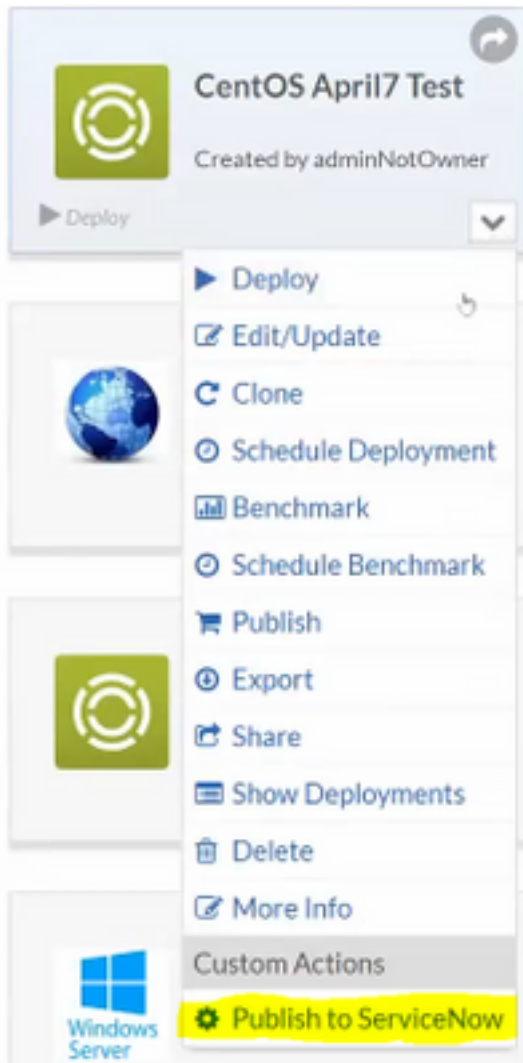 CentOS April7 Test
Created by adminNotOwner
Deploy
Deploy
Edit/Update
Clone
Schedule Deployment
Benchmark
Schedule Benchmark
Publish
Export
Share
Show Deployments
Delete
More Info
Custom Actions
Publish to ServiceNow
Windows
Server